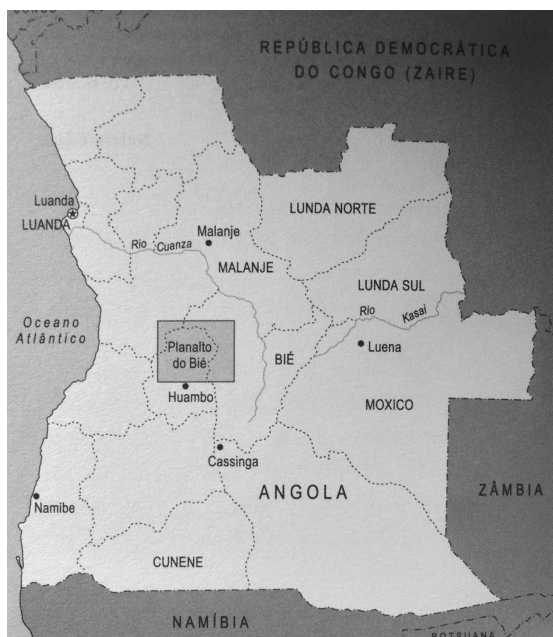 CONGO
REPÚBLICA DEMOCRÁTICA
DO CONGO (ZAIRE)
LUNDA NORTE
Luanda
LUANDA
Malanje
Rio Cuanza
MALANJE
LUNDA SUL
Rio Kasai
Oceano
Atlântico
Planalto
do Bié
BIÉ
Luena
Huambo
MOXICO
Cassinga
ANGOLA
ZÂMBIA
Namibe
CUNENE
NAMÍBIA
BOTSUANA